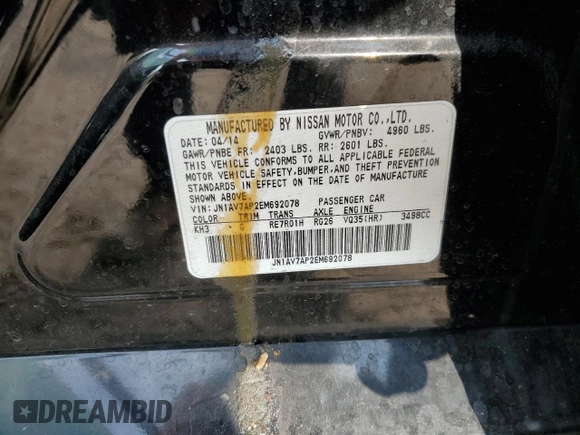 MANUFACTURED BY NISSAN MOTOR CO.,LTD.
DATE: 04/14 GVWR/PNBV: 4960 LBS.
GAWR/PNBE FR: 2403 LBS. RR: 2601 LBS.
THIS VEHICLE CONFORMS TO ALL APPLICABLE FEDERAL
MOTOR VEHICLE SAFETY,BUMPER,AND THEFT PREVENTION
STANDARDS IN EFFECT ON THE DATE OF MANUFACTURE
SHOWN ABOVE.
VIN: JN1AV7AP2EM692078 PASSENGER CAR
COLOR TRIM TRANS AXLE ENGINE
KH3 G RE7R01H RG26 VQ35(HR) 3498CC
JN1AV7AP2EM692078
DREAMBID